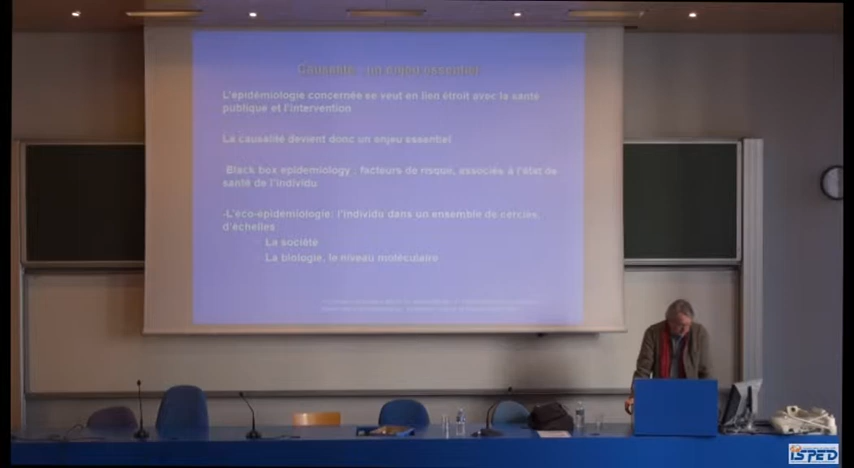 Causalité : un enjeu essentiel
L'épidémiologie concernée se veut en lien étroit avec la santé
publique et l'intervention
La causalité devient donc un enjeu essentiel
Black box epidemiology : facteurs de risque, associés à l'état de
santé de l'individu
-L'éco-epidemiologie: l'individu dans un ensemble de cercles,
d'échelles
La société
La biologie, le niveau moléculaire
ISPED